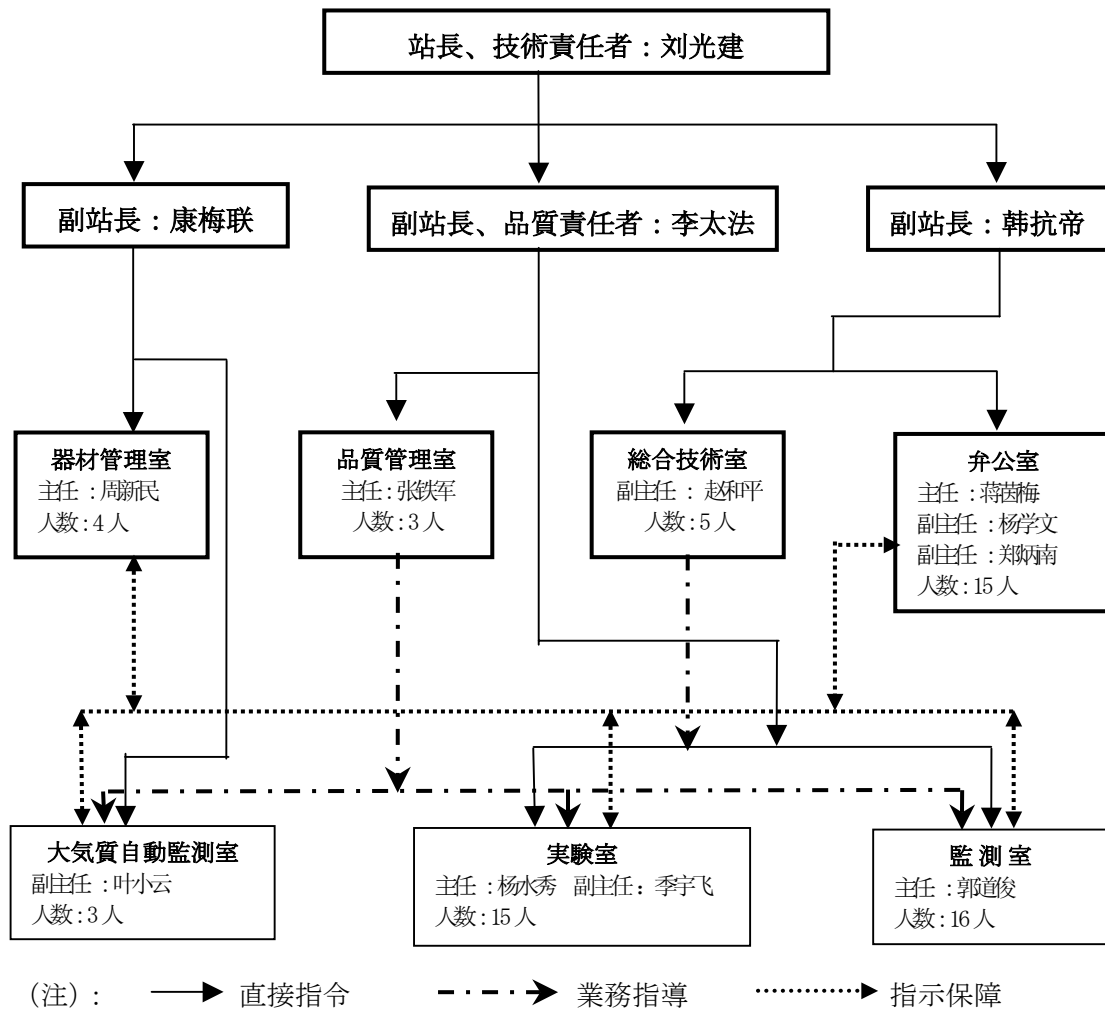 站長、技術責任者：刘光建
副站長：康梅联
副站長、品質責任者：李太法
副站長：韩抗帝
器材管理室
主任：周新民
人数：4人
品質管理室
主任：张铁军
人数：3人
総合技術室
副主任：赵和平
人数：5人
弁公室
主任：蒋茵梅
副主任：杨学文
副主任：郑炳南
人数：15人
大気質自動監測室
副主任：叶小云
人数：3人
実験室
主任：杨水秀　副主任：季宇飞
人数：15人
監測室
主任：郭道俊
人数：16人
（注）：　直接指令　業務指導　指示保障